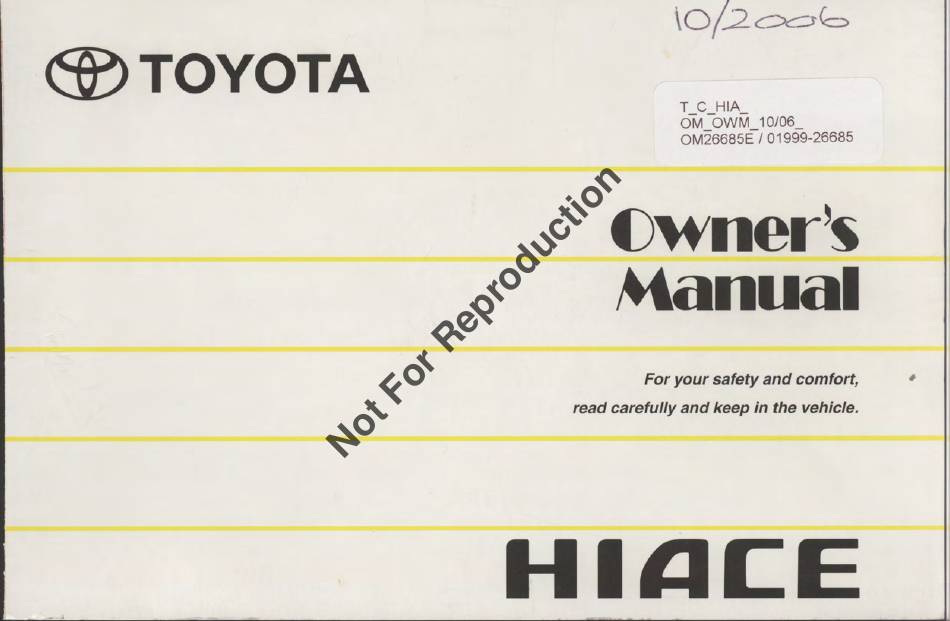 10/2006
TOYOTA
T_C_HIA_
OM_OWM_10/06_
OM26685E / 01999-26685
Not For Reproduction
Owner's
Manual
For your safety and comfort,
read carefully and keep in the vehicle.
HIACE